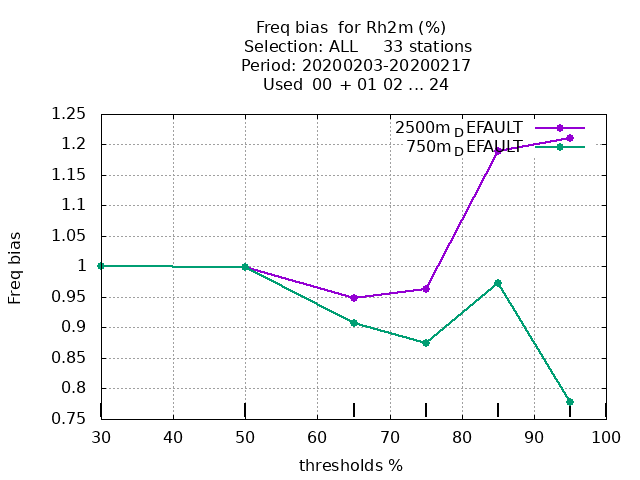 Freq bias for Rh2m (%)
Selection: ALL 33 stations
Period: 20200203-20200217
Used 00 + 01 02 ... 24
1.25
1.2
1.15
1.1
1.05
1
0.95
0.9
0.85
0.8
0.75
Freq bias
2500m_DEFAULT
750m_DEFAULT
30 40 50 60 70 80 90 100
thresholds %